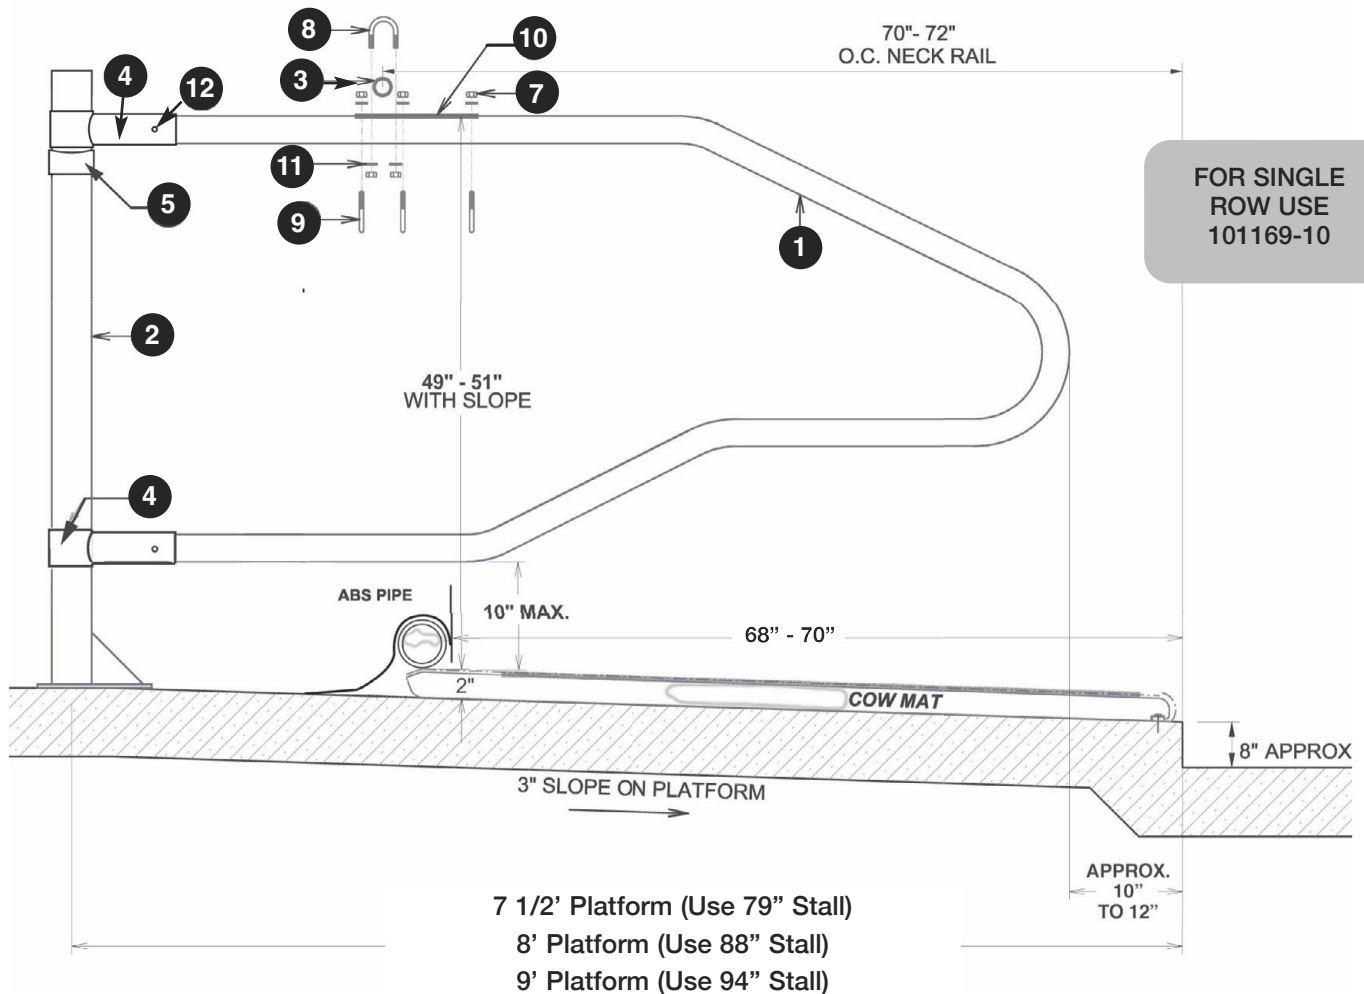 8
10
70"- 72"
O.C. NECK RAIL
4
12
3
7
FOR SINGLE
ROW USE
101169-10
11
5
9
1
2
49" - 51"
WITH SLOPE
4
ABS PIPE
10" MAX.
68” - 70”
2"
COW MAT
8" APPROX
3" SLOPE ON PLATFORM
APPROX.
10”
TO 12”
7 1/2’ Platform (Use 79” Stall)
8’ Platform (Use 88” Stall)
9’ Platform (Use 94” Stall)